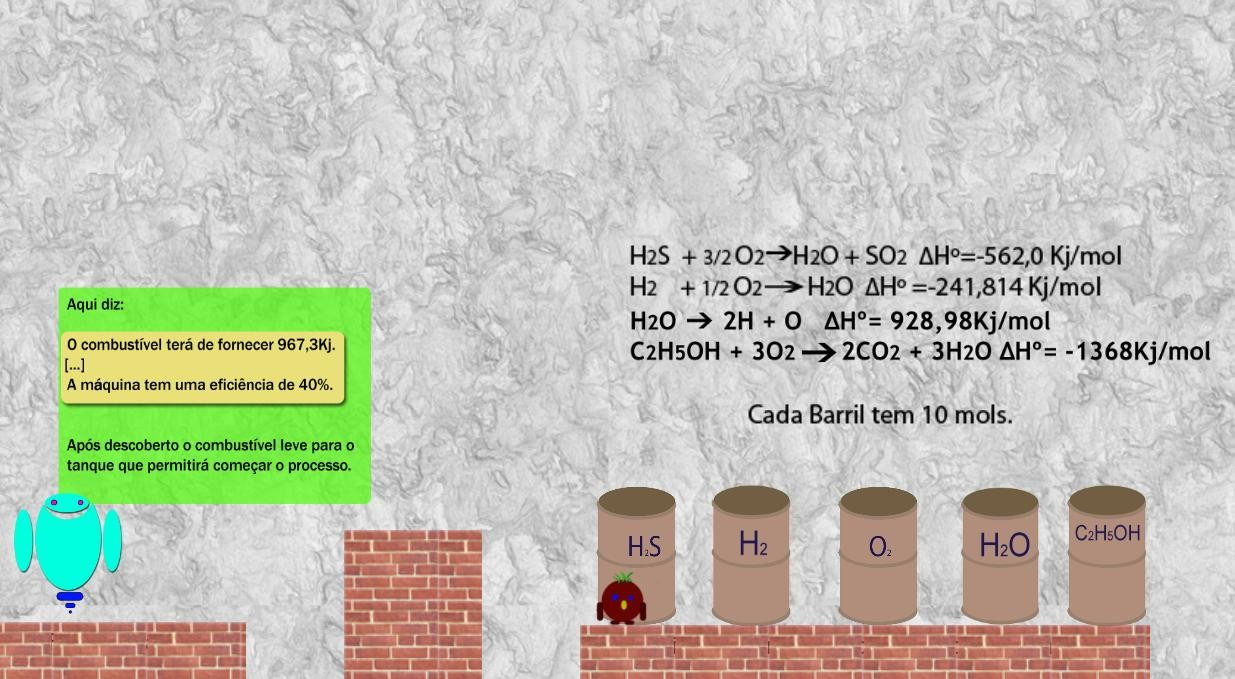 Aqui diz:
O combustível terá de fornecer 967,3Kj.
[...]
A máquina tem uma eficiência de 40%.
Após descoberto o combustível leve para o
tanque que permitirá começar o processo.
H2S + 3/2 O2→H2O + SO2 ΔHº=-562,0 Kj/mol
H2 + 1/2 O2→ H2O ΔHº =-241,814 Kj/mol
H2O → 2H + O ΔHº= 928,98Kj/mol
C2H5OH + 3O2 → 2CO2 + 3H2O ΔHº= -1368Kj/mol
Cada Barril tem 10 mols.
H2S
H2
O2
H2O
C2H5OH